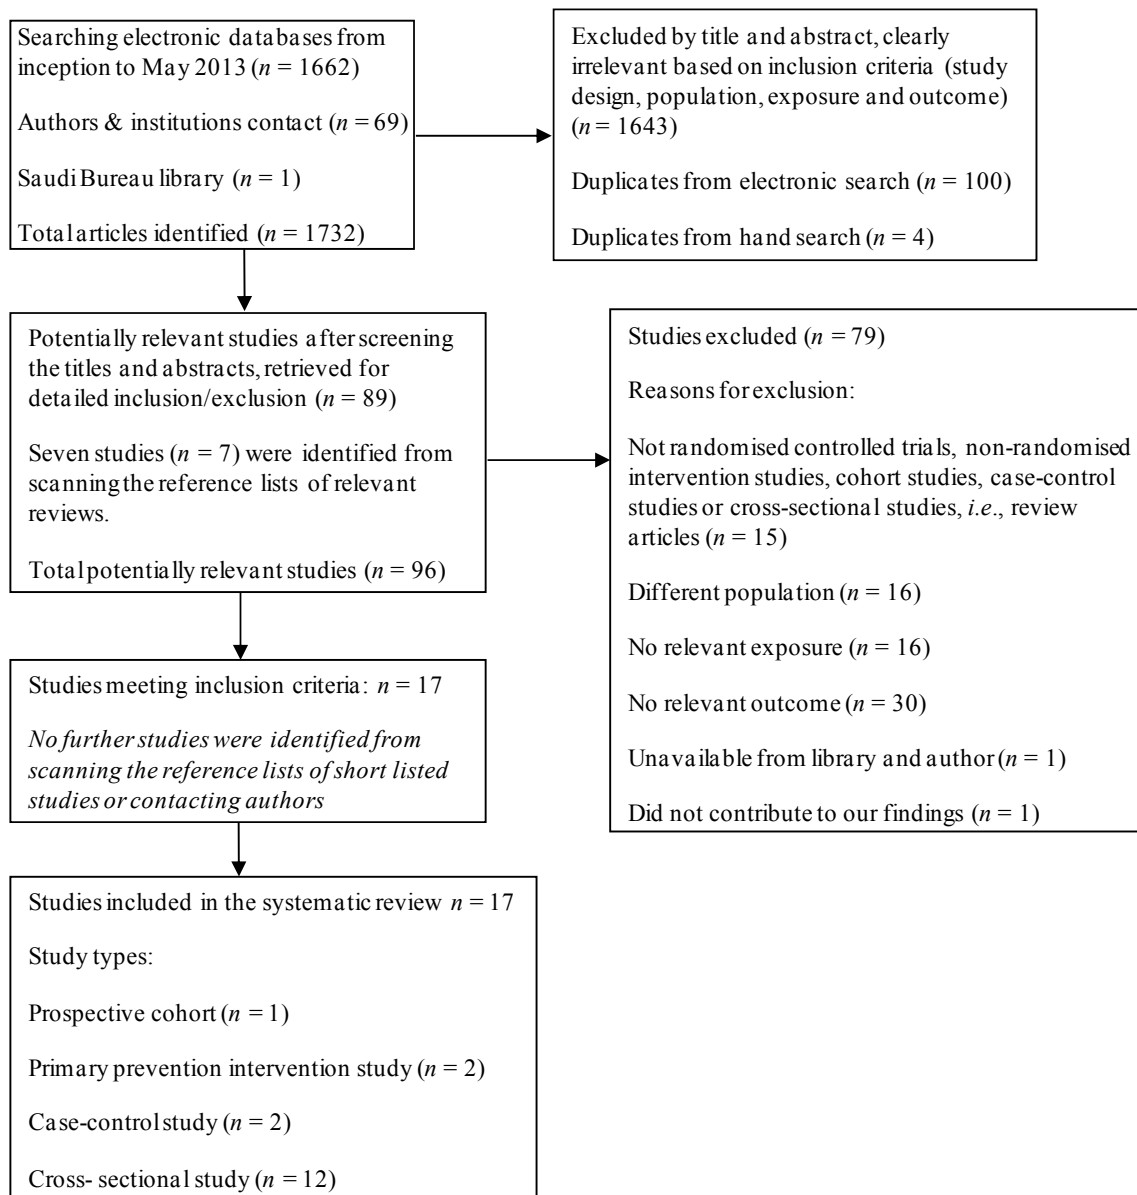 Searching electronic databases from
inception to May 2013 (n = 1662)
Authors & institutions contact (n = 69)
Saudi Bureau library (n = 1)
Total articles identified (n = 1732)
Excluded by title and abstract, clearly
irrelevant based on inclusion criteria (study
design, population, exposure and outcome)
(n = 1643)
Duplicates from electronic search (n = 100)
Duplicates from hand search (n = 4)
Potentially relevant studies after screening
the titles and abstracts, retrieved for
detailed inclusion/exclusion (n = 89)
Seven studies (n = 7) were identified from
scanning the reference lists of relevant
reviews.
Total potentially relevant studies (n = 96)
Studies excluded (n = 79)
Reasons for exclusion:
Not randomised controlled trials, non-randomised
intervention studies, cohort studies, case-control
studies or cross-sectional studies, i.e., review
articles (n = 15)
Different population (n = 16)
No relevant exposure (n = 16)
No relevant outcome (n = 30)
Unavailable from library and author (n = 1)
Did not contribute to our findings (n = 1)
Studies meeting inclusion criteria: n = 17
No further studies were identified from
scanning the reference lists of short listed
studies or contacting authors
Studies included in the systematic review n = 17
Study types:
Prospective cohort (n = 1)
Primary prevention intervention study (n = 2)
Case-control study (n = 2)
Cross- sectional study (n = 12)